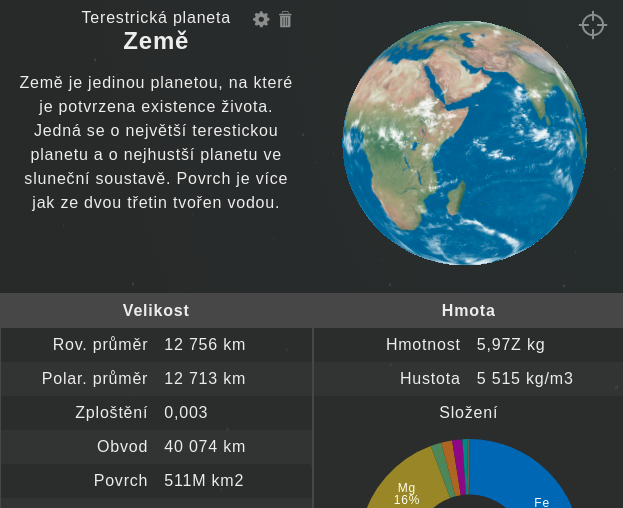 Terestrická planeta
Země
Země je jedinou planetou, na které
je potvrzena existence života.
Jedná se o největší terestickou
planetu a o nejhustší planetu ve
sluneční soustavě. Povrch je více
jak ze dvou třetin tvořen vodou.
Velikost
Rov. průměr 12 756 km
Polar. průměr 12 713 km
Zploštění 0,003
Obvod 40 074 km
Povrch 511M km2
Hmota
Hmotnost 5,97Z kg
Hustota 5 515 kg/m3
Složení
Mg
16%
Fe